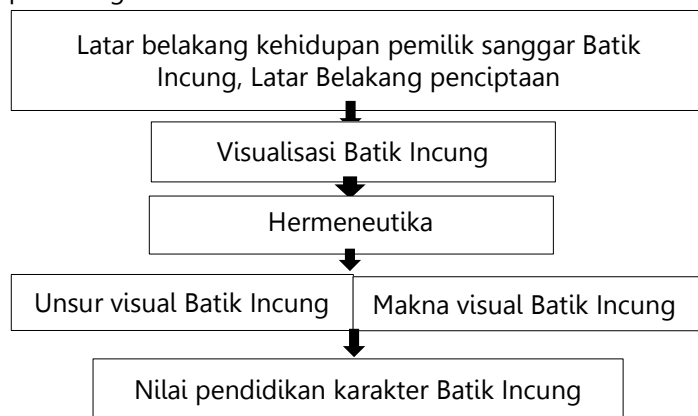 Latar belakang kehidupan pemilik sanggar Batik
Incung, Latar Belakang penciptaan
Visualisasi Batik Incung
Hermeneutika
Unsur visual Batik Incung
Makna visual Batik Incung
Nilai pendidikan karakter Batik Incung